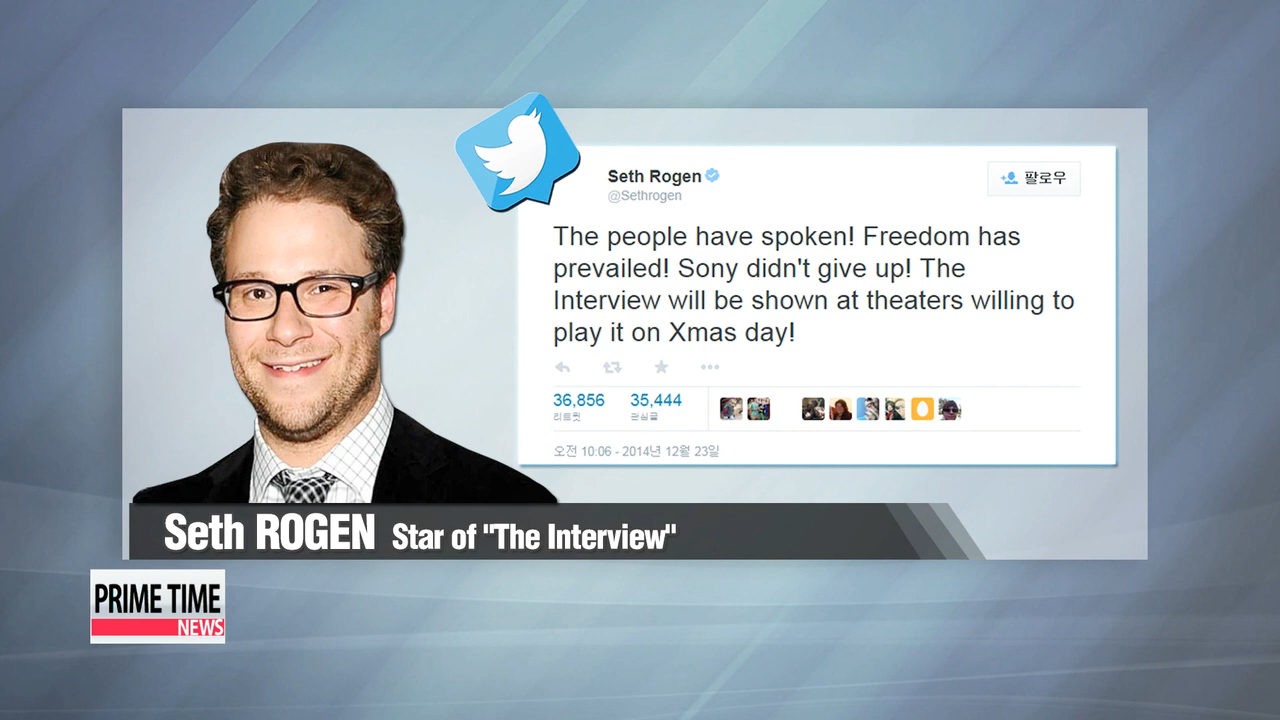 Seth Rogen
@Sethrogen
팔로우
The people have spoken! Freedom has
prevailed! Sony didn't give up! The
Interview will be shown at theaters willing to
play it on Xmas day!
36,856
리트윗
35,444
관심글
오전 10:06 - 2014년 12월 23일
Seth ROGEN Star of "The Interview"
PRIME TIME
NEWS